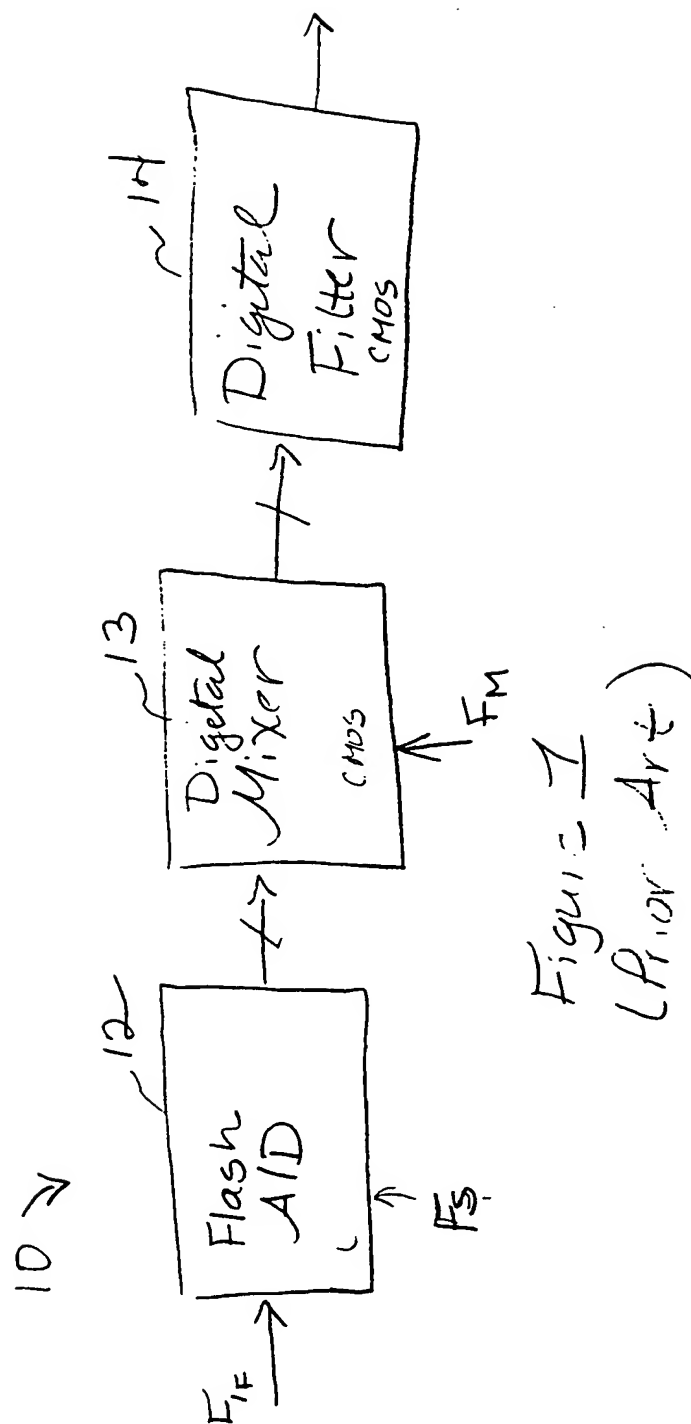 10
12
13
14
F_IF
Flash
A/D
F_S
Digital
Mixer
CMOS
F_M
Digital
Filter
CMOS
Figure 1
(Prior Art)